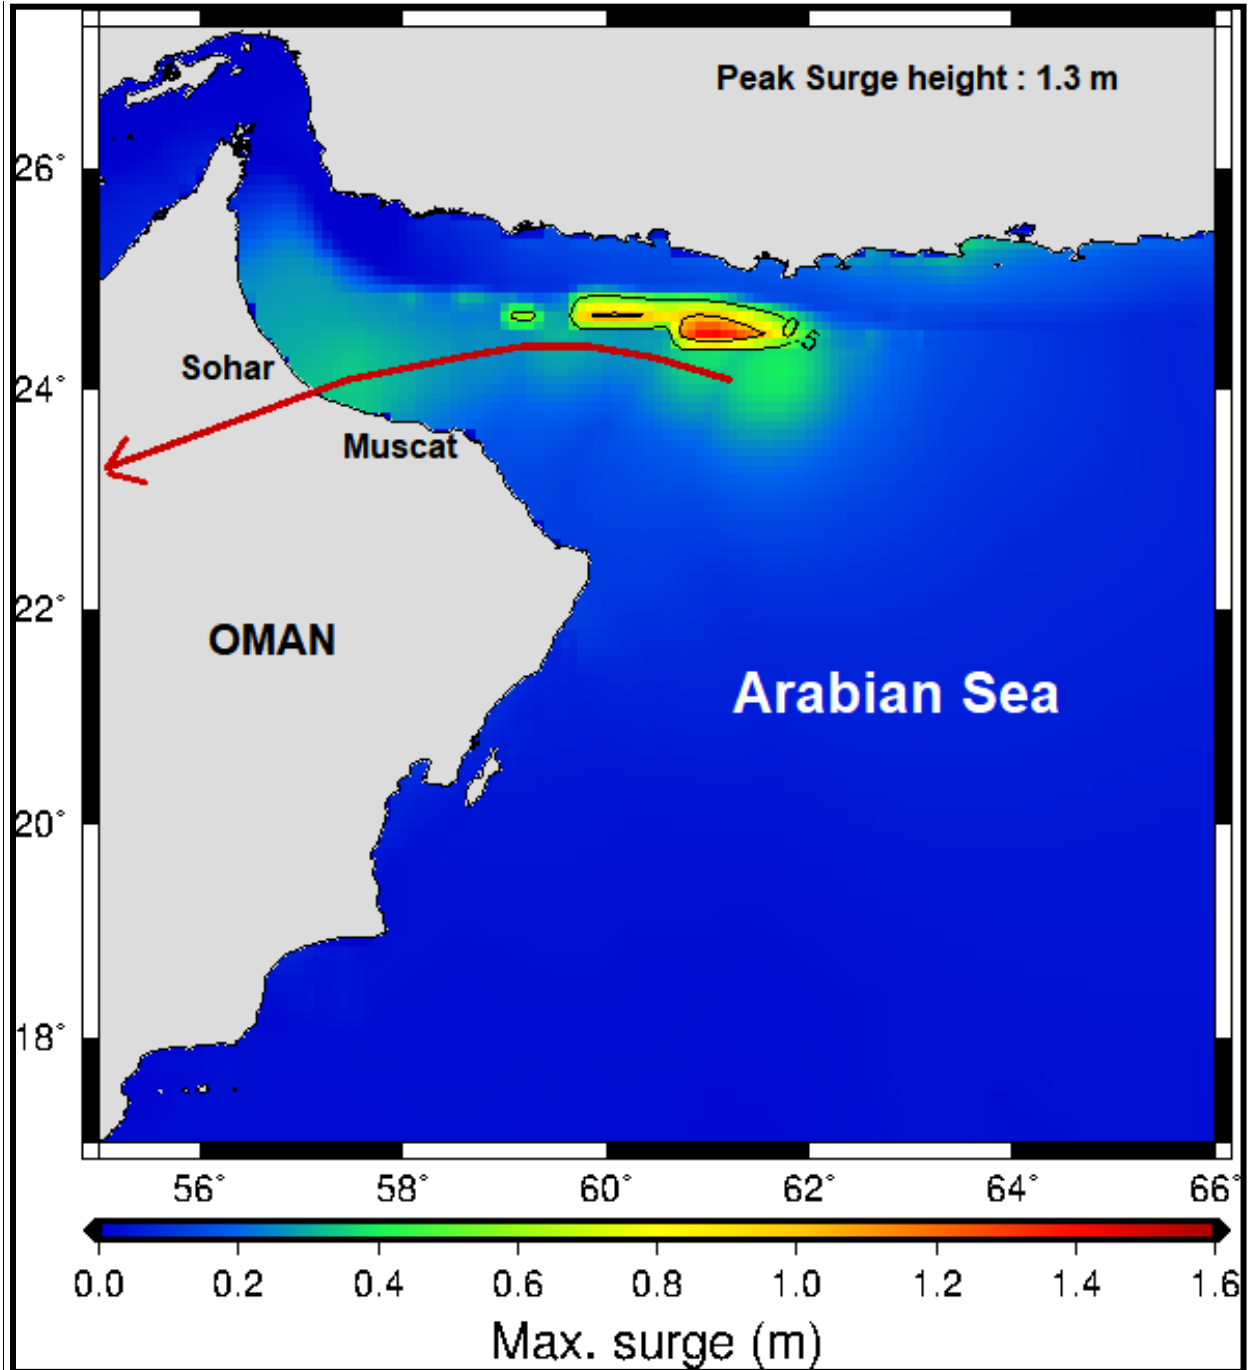 Peak Surge height : 1.3 m
26°
Sohar
24°
Muscat
0.5
22°
OMAN
Arabian Sea
20°
18°
56° 58° 60° 62° 64° 66°
0.0 0.2 0.4 0.6 0.8 1.0 1.2 1.4 1.6
Max. surge (m)